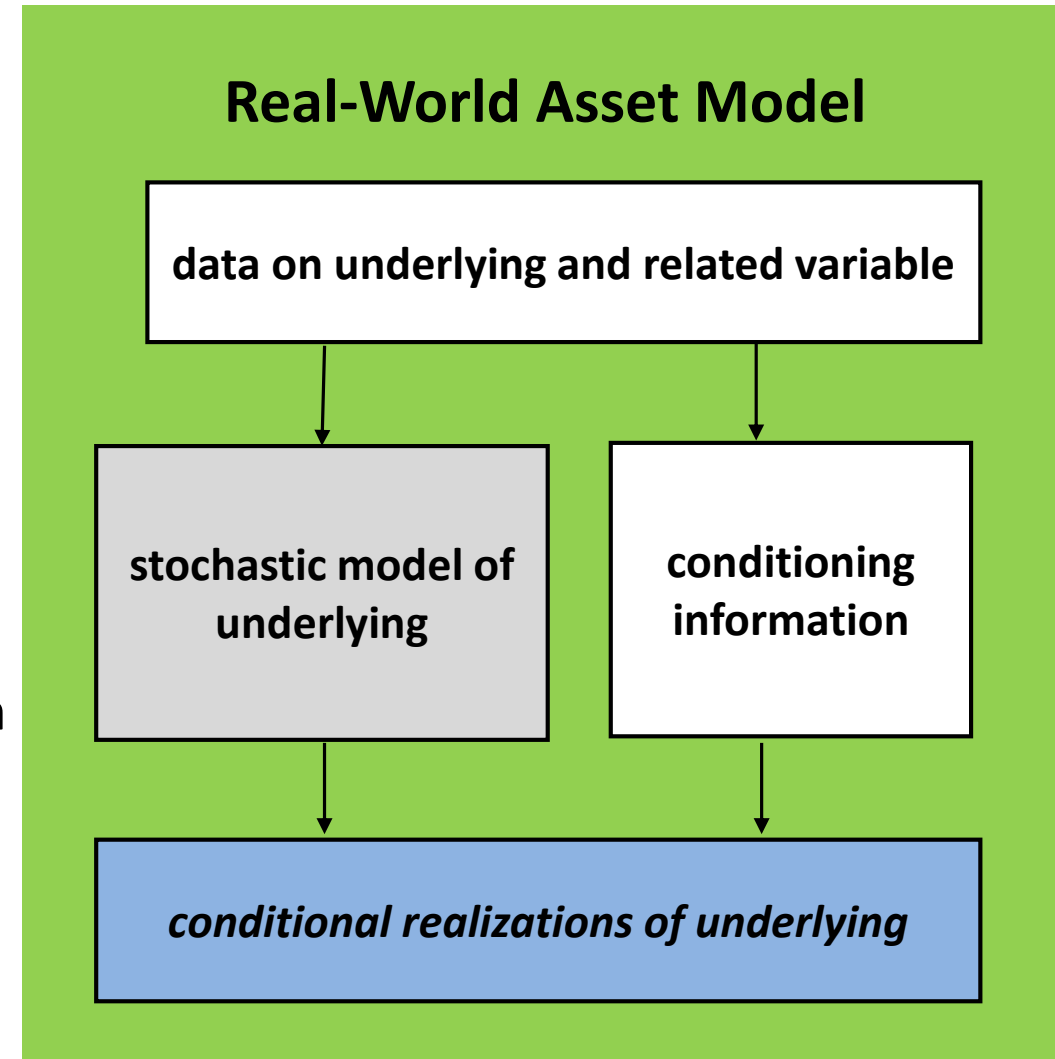 Real-World Asset Model
data on underlying and related variable
stochastic model of
underlying
conditioning
information
conditional realizations of underlying